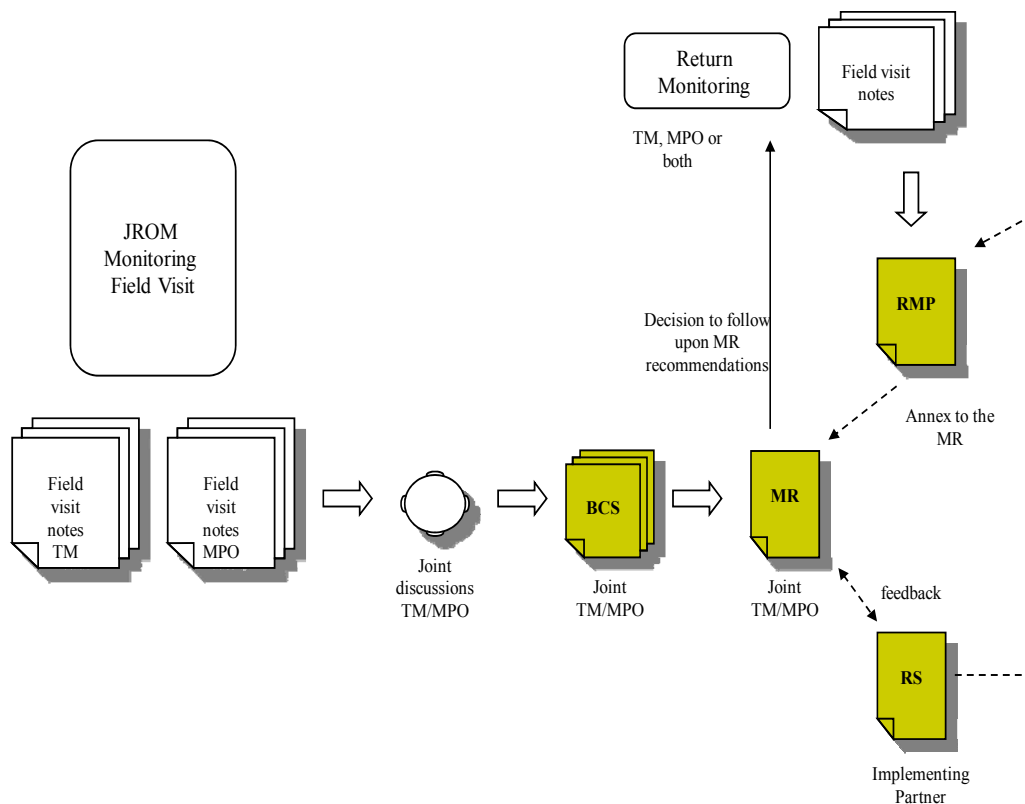 Return
Monitoring
Field visit
notes
TM, MPO or
both
JROM
Monitoring
Field Visit
RMP
Decision to follow
upon MR
recommendations
Annex to the
MR
Field
visit
notes
TM
Field
visit
notes
MPO
Joint
discussions
TM/MPO
BCS
Joint
TM/MPO
MR
Joint
TM/MPO
feedback
RS
Implementing
Partner